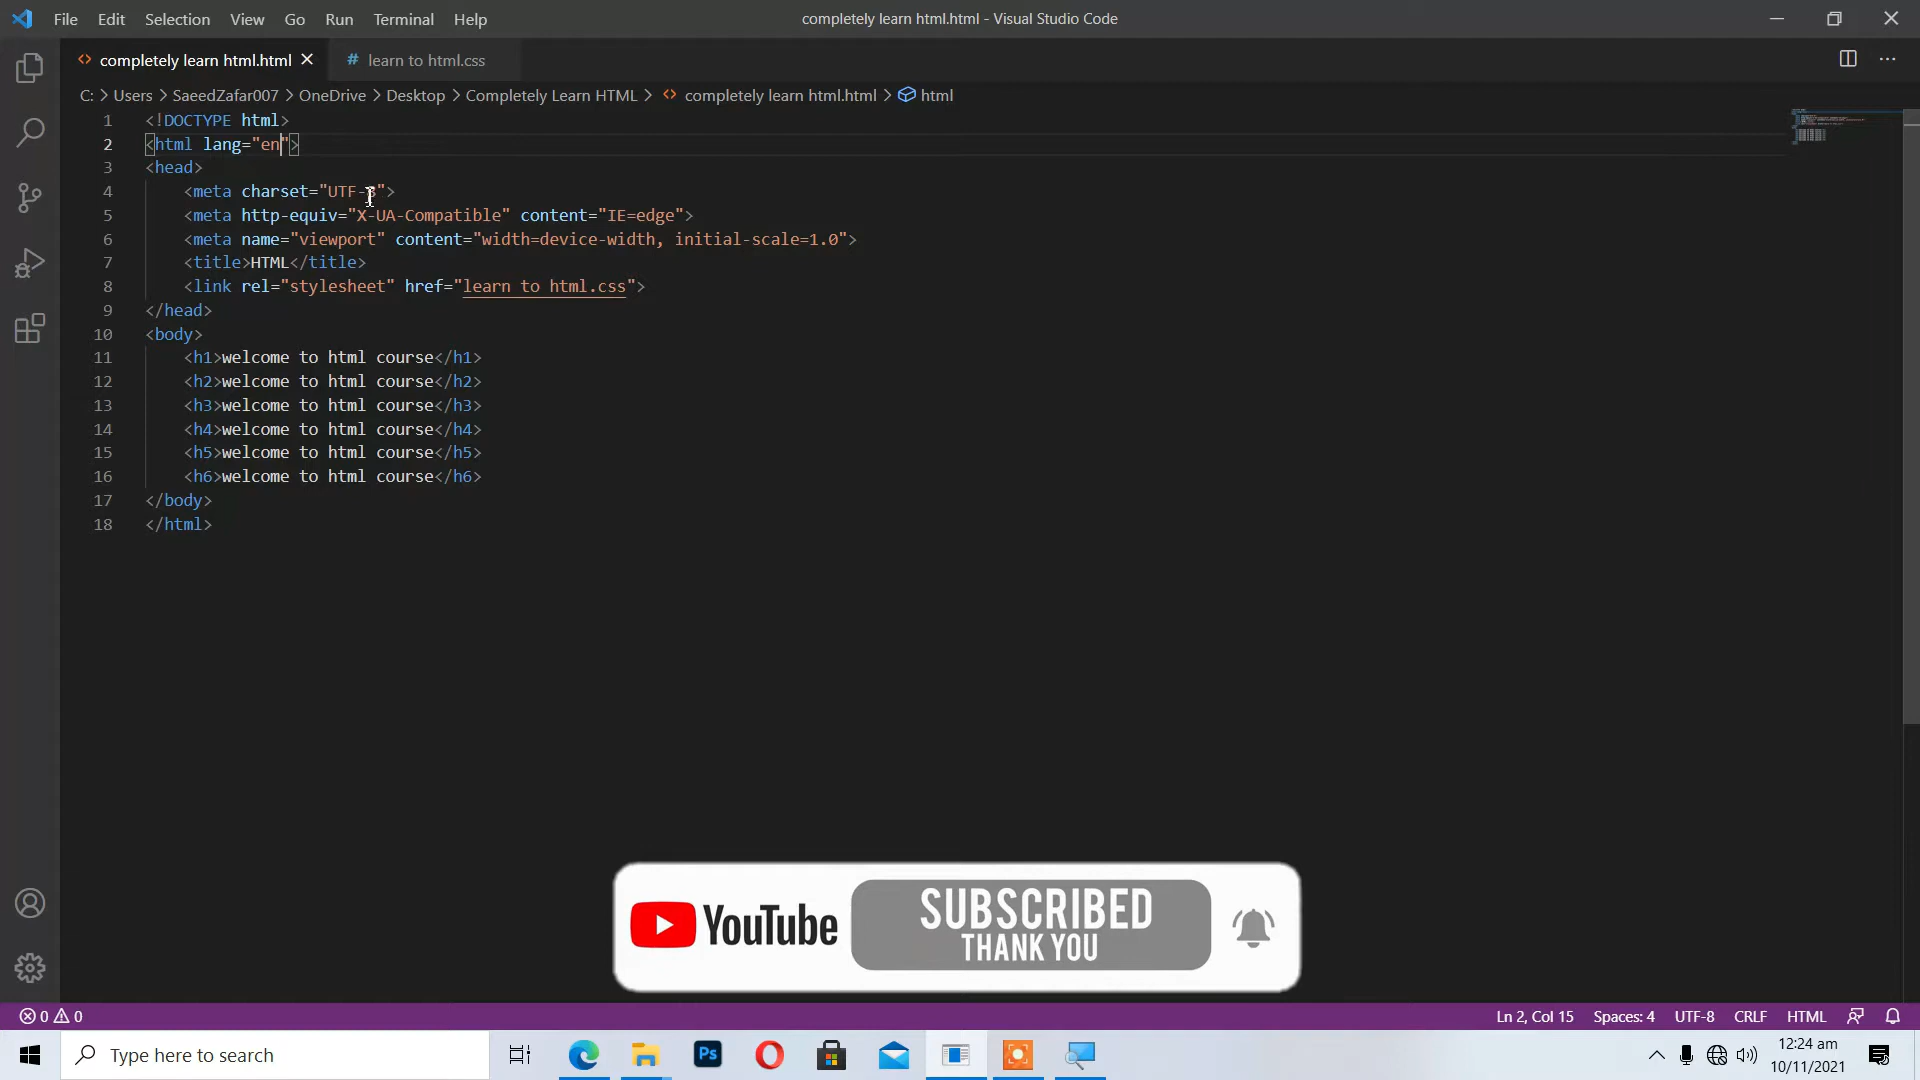 File Edit Selection View Go Run Terminal Help
completely learn html.html - Visual Studio Code
completely learn html.html
# learn to html.css
C: > Users > SaeedZafar007 > OneDrive > Desktop > Completely Learn HTML > completely learn html.html > html
1 <!DOCTYPE html>
2 <html lang="en">
3 <head>
4 <meta charset="UTF-8">
5 <meta http-equiv="X-UA-Compatible" content="IE=edge">
6 <meta name="viewport" content="width=device-width, initial-scale=1.0">
7 <title>HTML</title>
8 <link rel="stylesheet" href="learn to html.css">
9 </head>
10 <body>
11 <h1>welcome to html course</h1>
12 <h2>welcome to html course</h2>
13 <h3>welcome to html course</h3>
14 <h4>welcome to html course</h4>
15 <h5>welcome to html course</h5>
16 <h6>welcome to html course</h6>
17 </body>
18 </html>
YouTube
SUBSCRIBED
THANK YOU
0 0
Ln 2, Col 15 Spaces: 4 UTF-8 CRLF HTML
Type here to search
Ps
12:24 am
10/11/2021